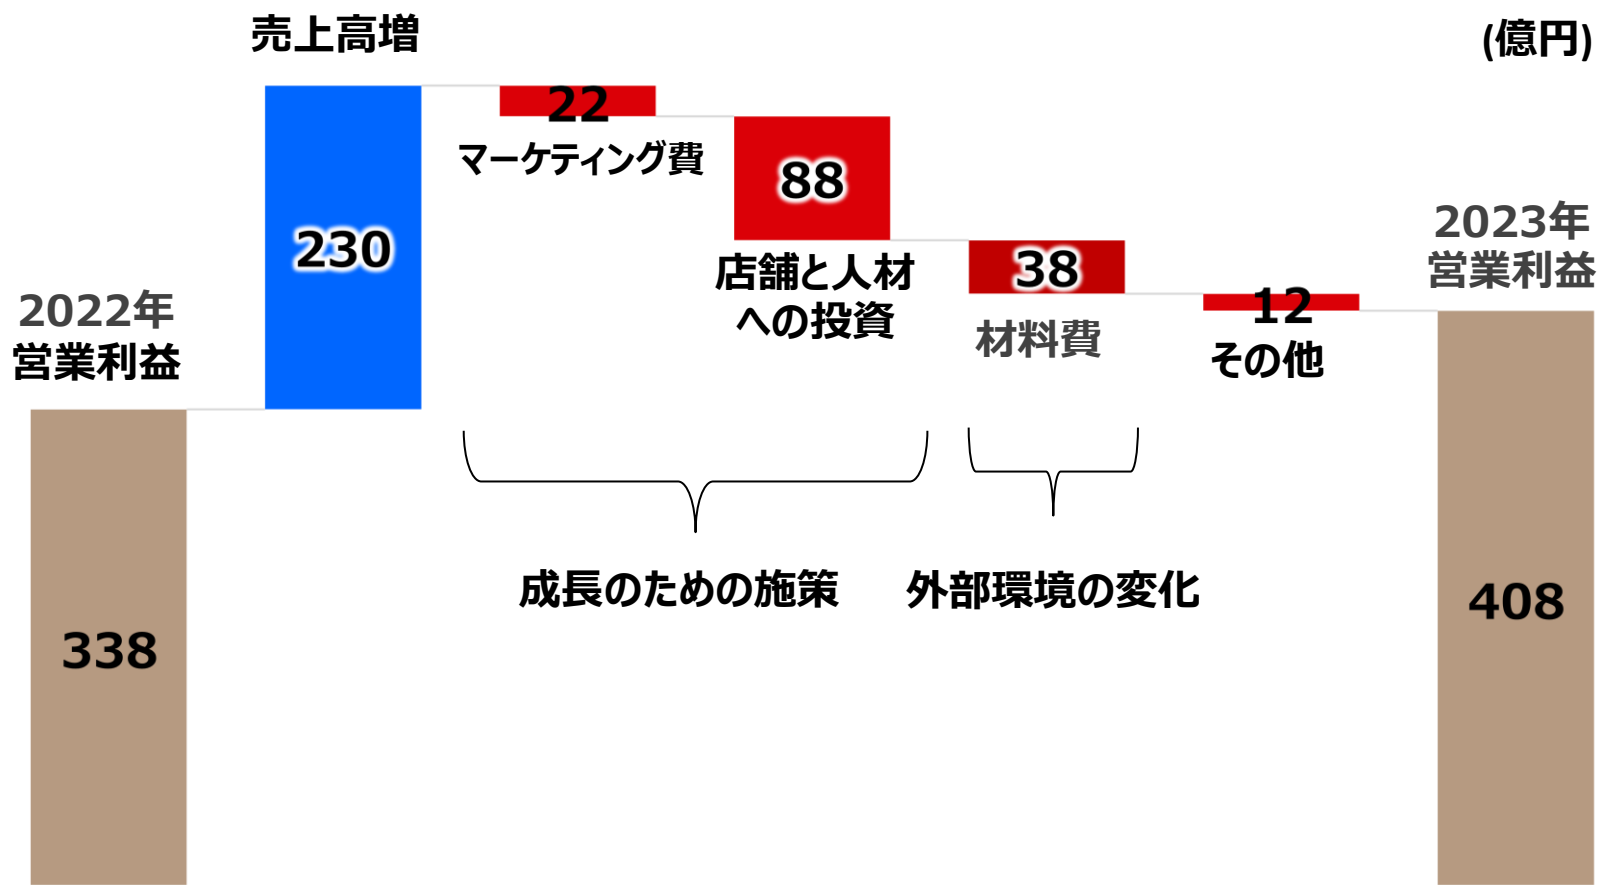 売上高増
(億円)
22
マーケティング費
88
230
店舗と人材
への投資
38
材料費
12
その他
2022年
営業利益
2023年
営業利益
成長のための施策
外部環境の変化
338
408